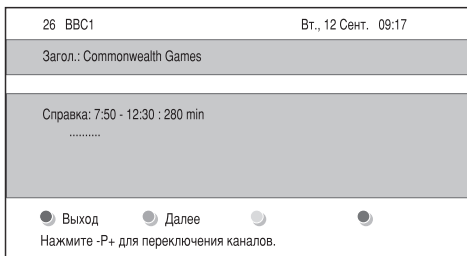 26 BBC1 Вт., 12 Сент. 09:17
Загол.: Commonwealth Games
Справка: 7:50 - 12:30 : 280 min
..........
Выход Далее
Нажмите -P+ для переключения каналов.